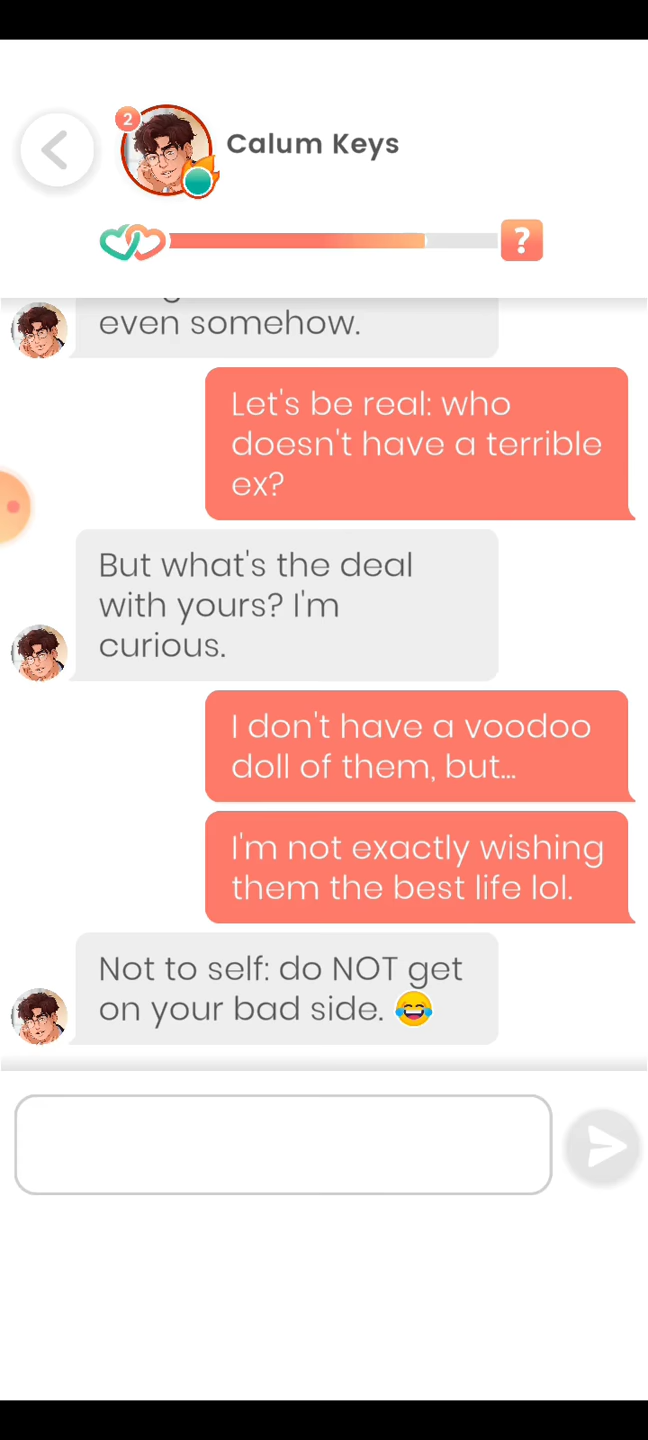 2
Calum Keys
?
even somehow.
Let's be real: who
doesn't have a terrible
ex?
But what's the deal
with yours? I'm
curious.
I don't have a voodoo
doll of them, but...
I'm not exactly wishing
them the best life lol.
Not to self: do NOT get
on your bad side. 😂